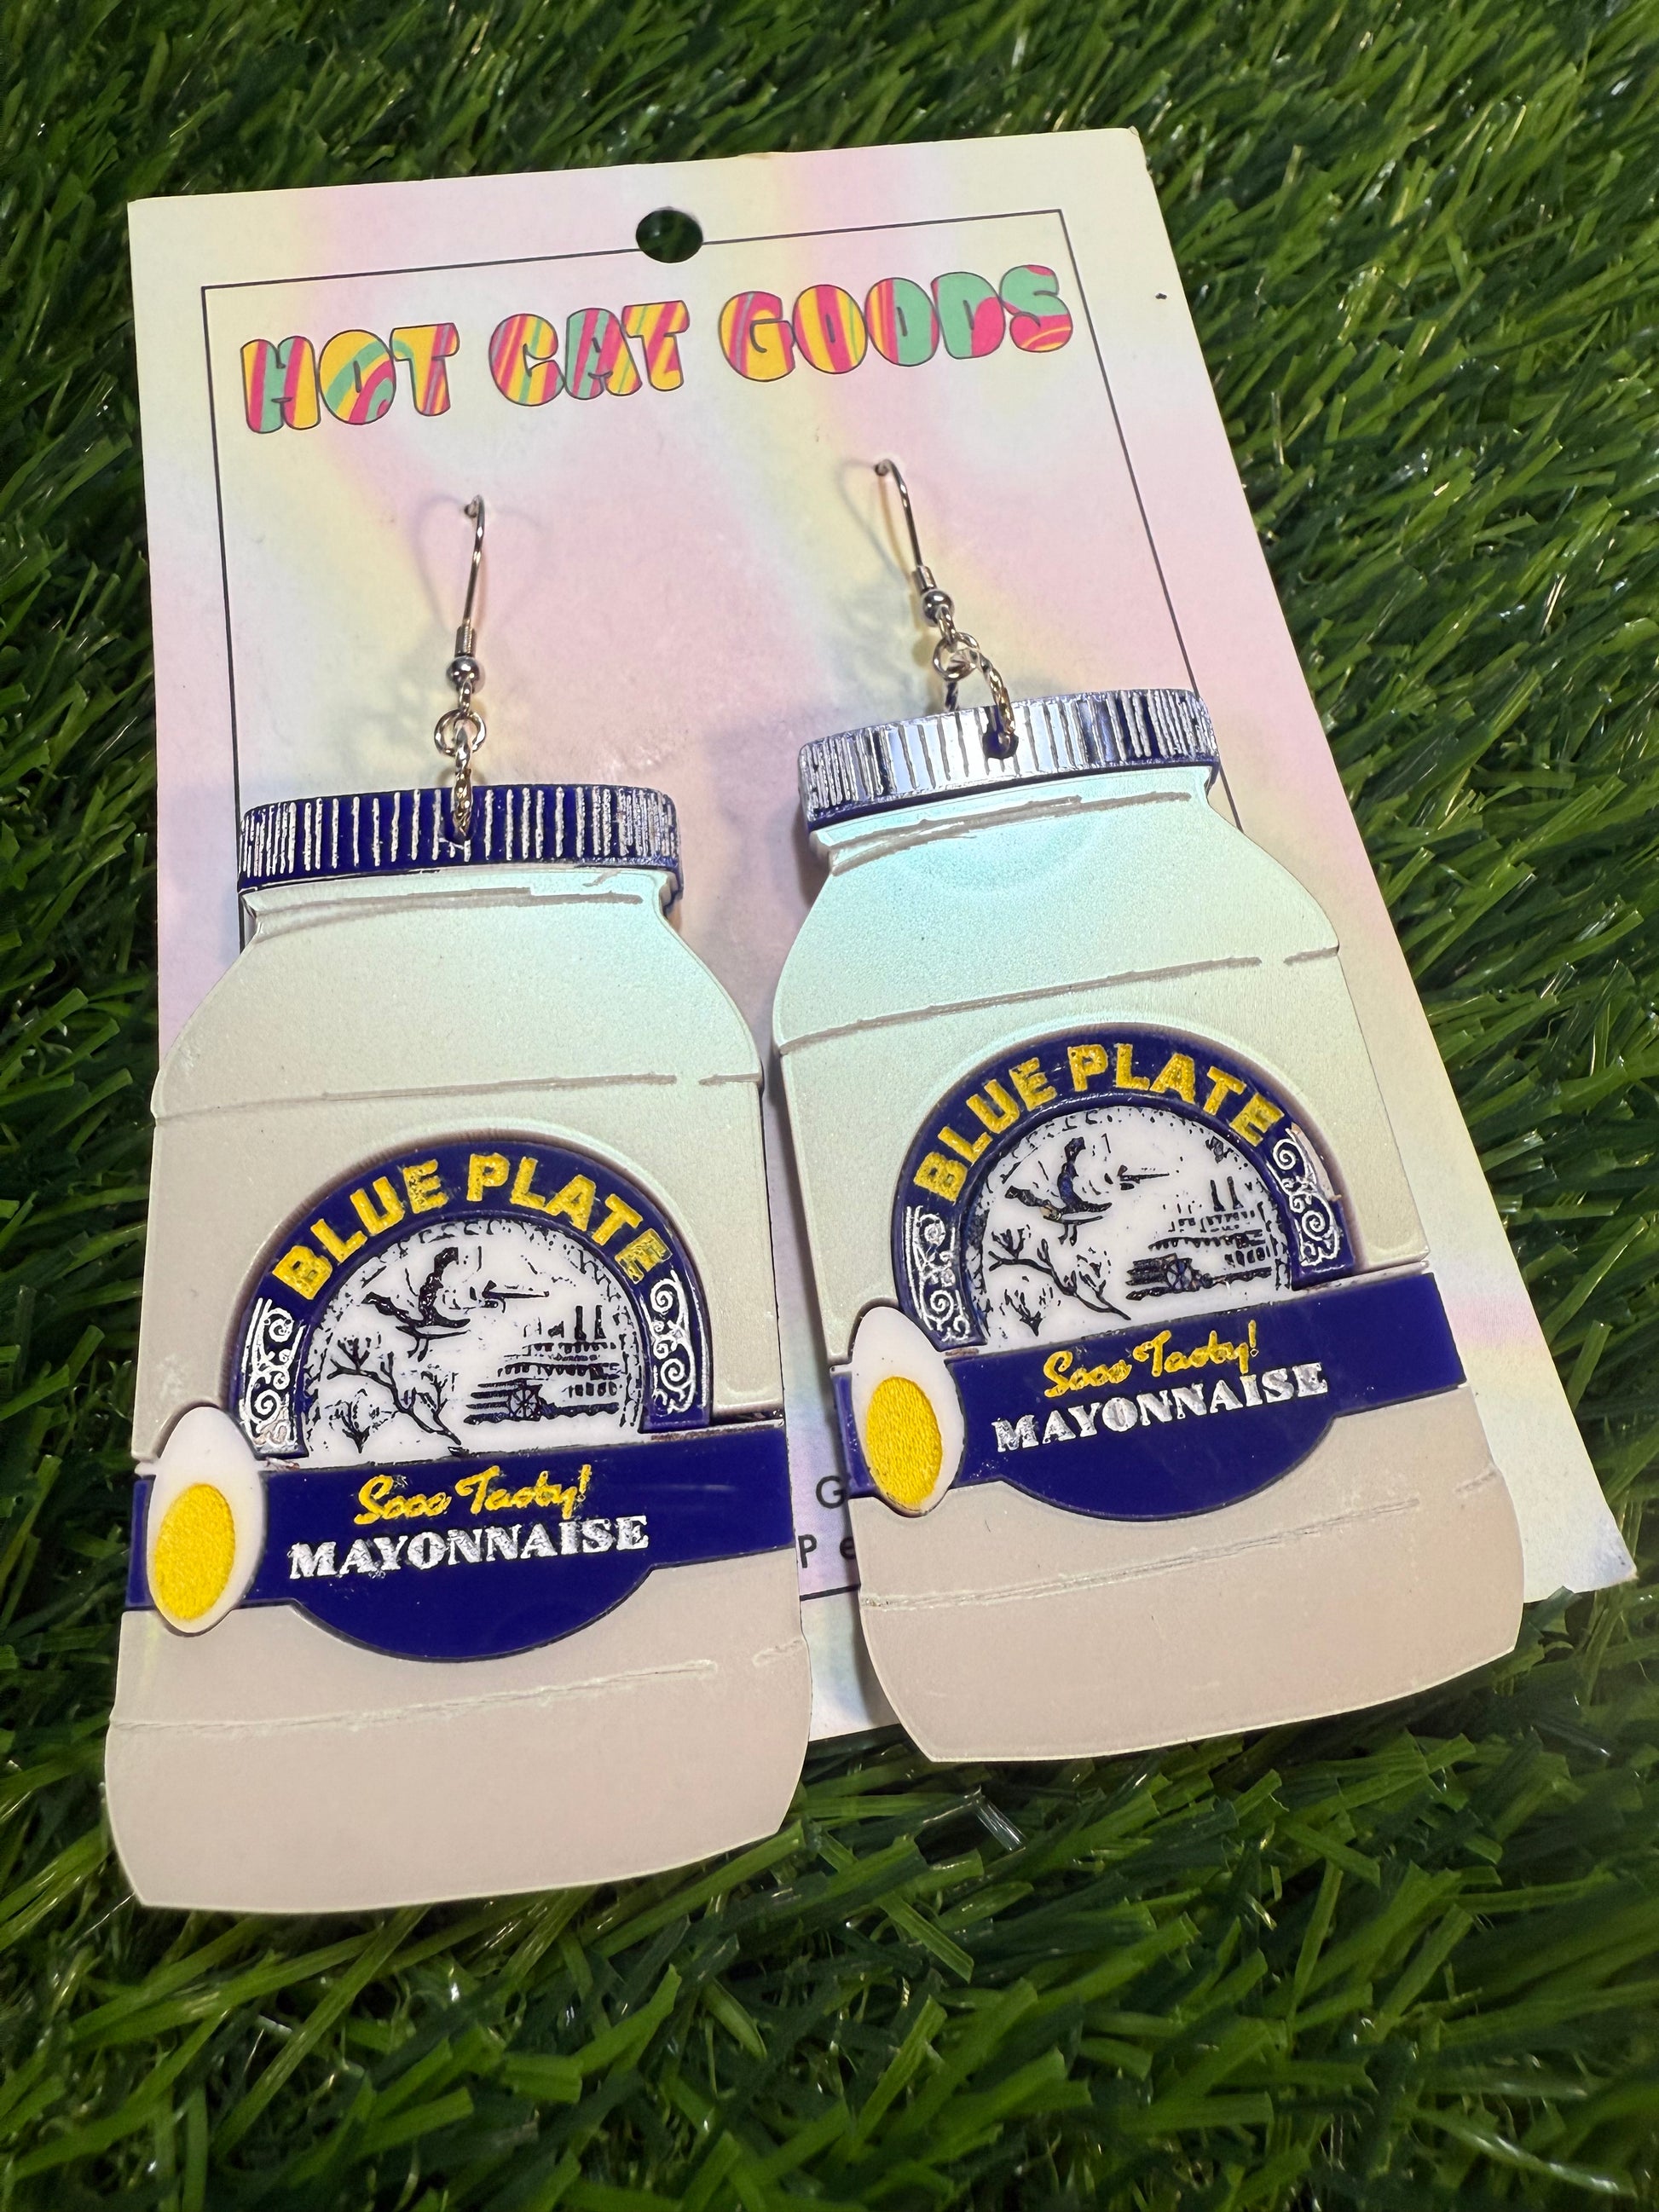 HOT CAT GOODS
BLUE PLATE
Sooo Tasty!
MAYONNAISE
BLUE PLATE
Sooo Tasty!
MAYONNAISE